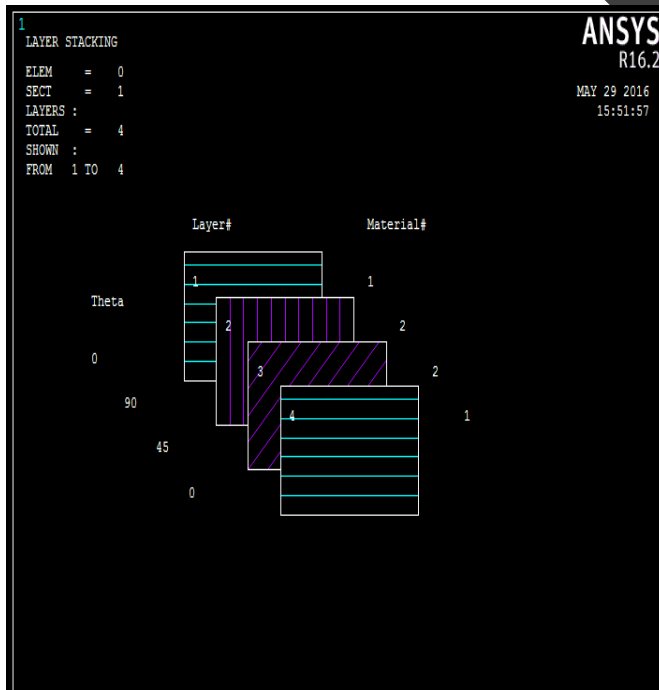 1
LAYER STACKING
ANSYS
R16.2
ELEM = 0
SECT = 1
LAYERS :
TOTAL = 4
SHOWN :
FROM 1 TO 4
MAY 29 2016
15:51:57
Layer# Material#
1 1
Theta
2 2
0 3 2
90 4 1
45
0